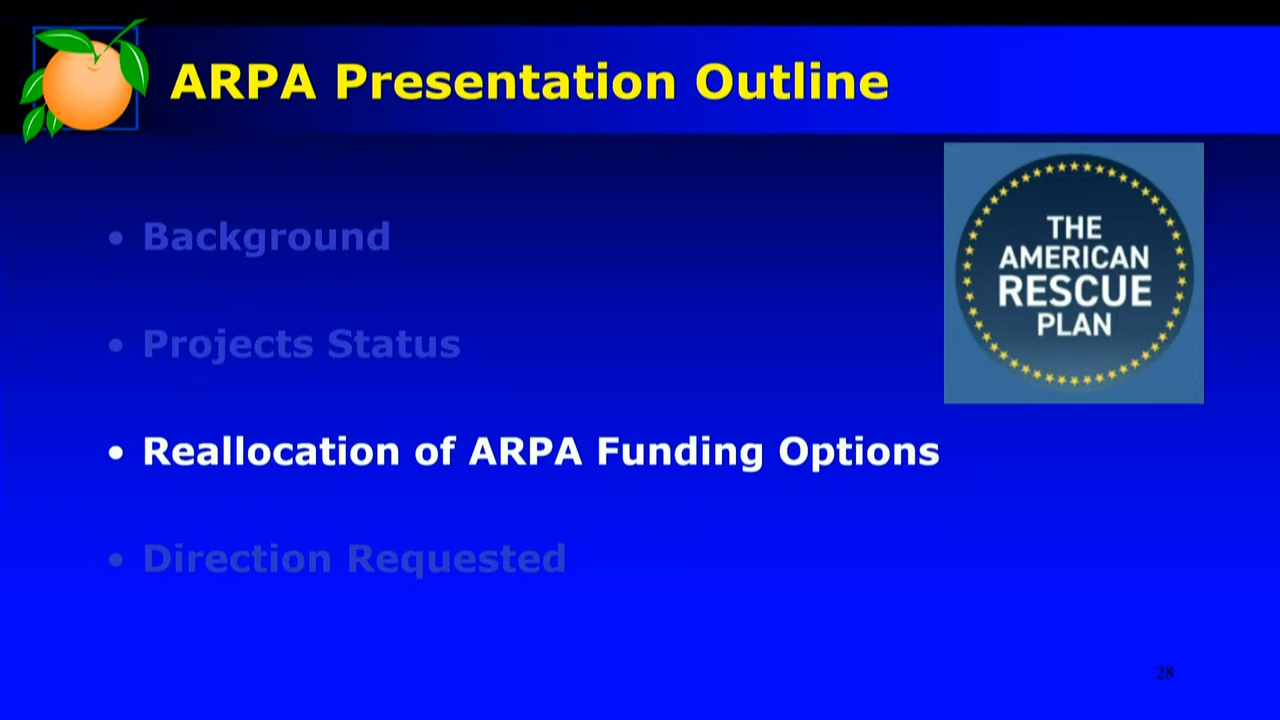 ARPA Presentation Outline
• Background
• Projects Status
• Reallocation of ARPA Funding Options
• Direction Requested
THE
AMERICAN
RESCUE
PLAN
28